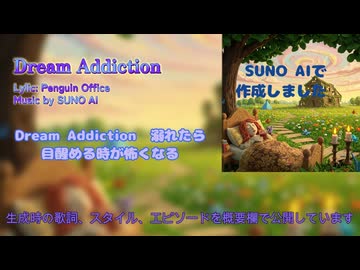 Dream Addiction
Lylic: Penguin Office
Music by SUNO AI
SUNO AIで
作成しました
Dream Addiction 溺れたら
目醒める時が怖くなる
生成時の歌詞、スタイル、エピソードを概要欄で公開しています